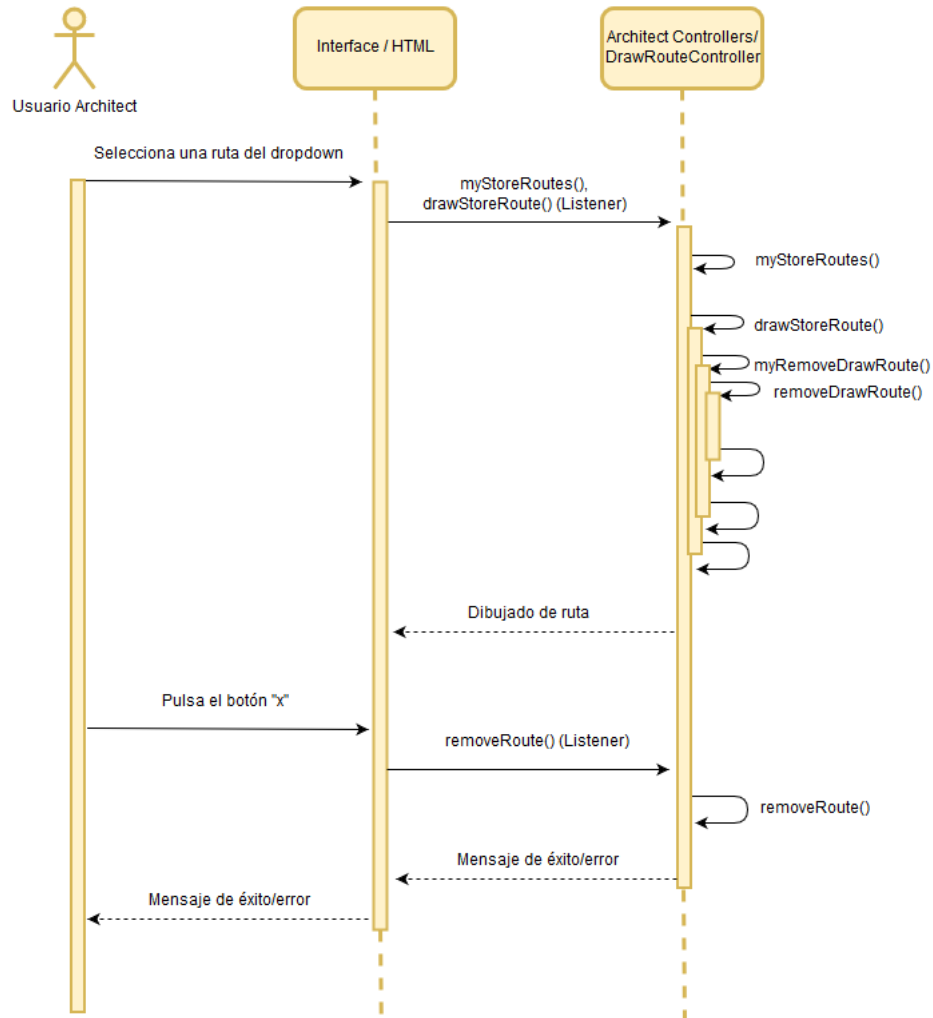 Usuario Architect
Interface / HTML
Architect Controllers/
DrawRouteController
Selecciona una ruta del dropdown
myStoreRoutes(),
drawStoreRoute() (Listener)
myStoreRoutes()
drawStoreRoute()
myRemoveDrawRoute()
removeDrawRoute()
Dibujado de ruta
Pulsa el botón "x"
removeRoute() (Listener)
removeRoute()
Mensaje de éxito/error
Mensaje de éxito/error